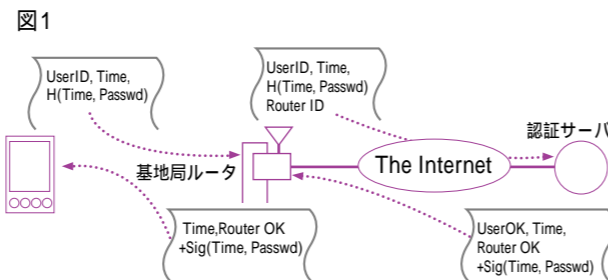 図1
UserID, Time,
H(Time, Passwd)
UserID, Time,
H(Time, Passwd)
Router ID
認証サーバ
基地局ルータ
The Internet
Time,Router OK
+Sig(Time, Passwd)
UserOK, Time,
Router OK
+Sig(Time, Passwd)